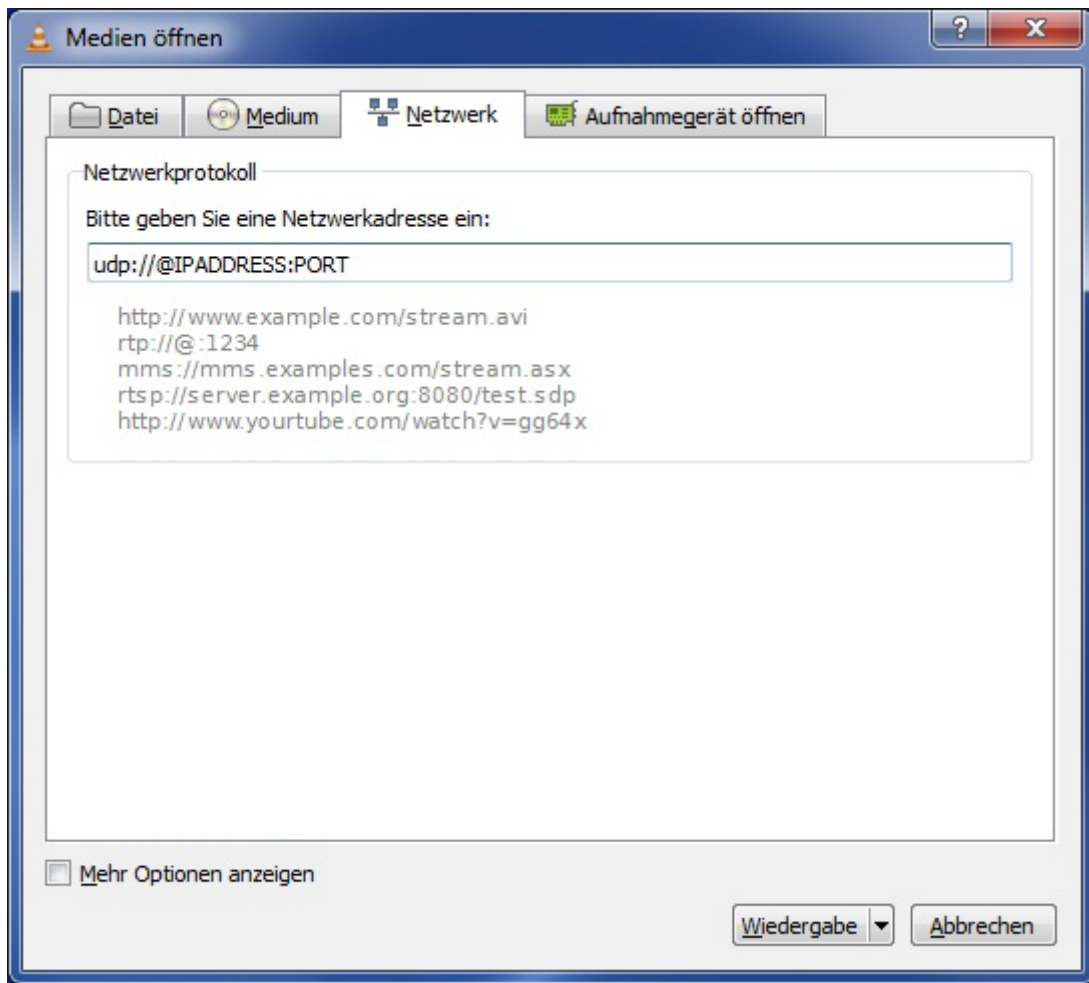 Medien öffnen
?
Datei
Medium
Netzwerk
Aufnahmegerät öffnen
Netzwerkprotokoll
Bitte geben Sie eine Netzwerkadresse ein:
udp://@IPADDRESS:PORT
http://www.example.com/stream.avi
rtp://@:1234
mms://mms.examples.com/stream.asx
rtsp://server.example.org:8080/test.sdp
http://www.yourtube.com/watch?v=gg64x
Mehr Optionen anzeigen
Wiedergabe
Abbrechen